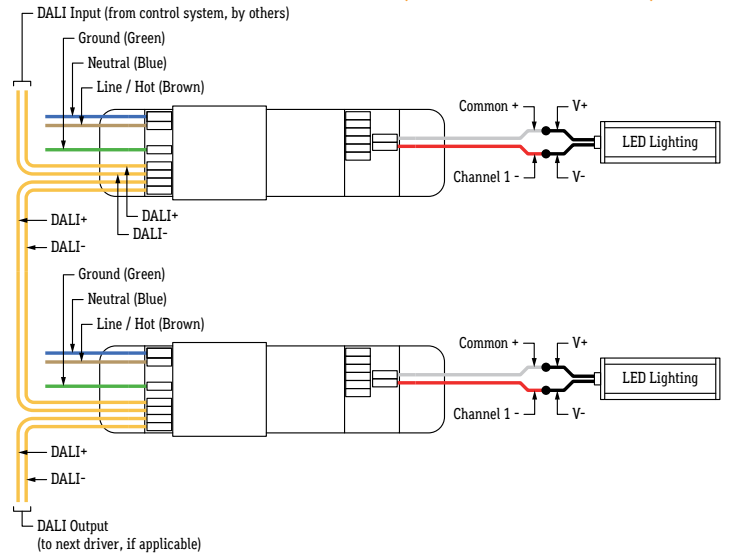 DALI Input (from control system, by others)
Ground (Green)
Neutral (Blue)
Line / Hot (Brown)
Common +
V+
LED Lighting
Channel 1 -
V-
DALI+
DALI-
DALI+
DALI-
Ground (Green)
Neutral (Blue)
Line / Hot (Brown)
Common +
V+
LED Lighting
Channel 1 -
V-
DALI+
DALI-
DALI Output
(to next driver, if applicable)